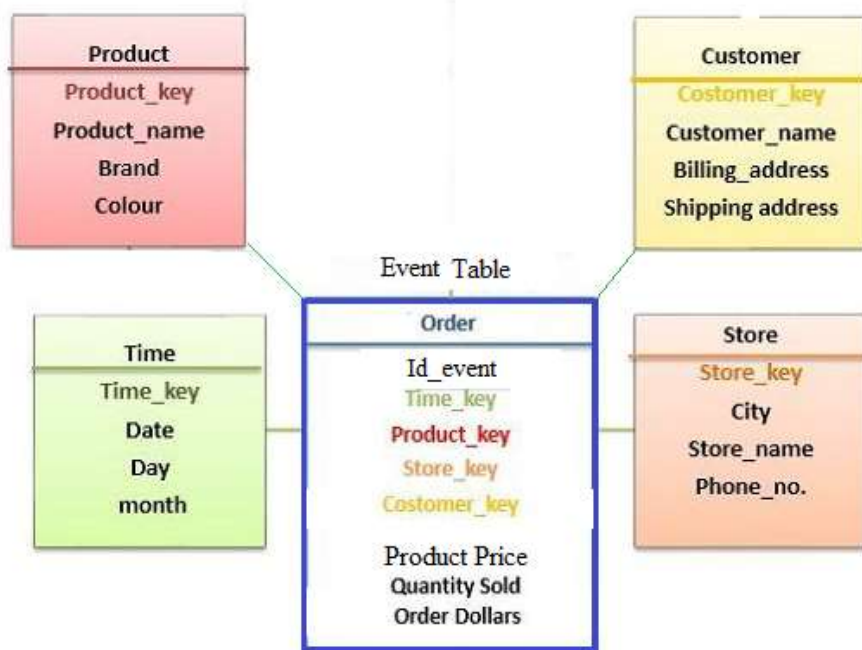 Product
Product_key
Product_name
Brand
Colour
Customer
Costomer_key
Customer_name
Billing_address
Shipping address
Event Table
Order
Id_event
Time_key
Product_key
Store_key
Costomer_key
Product Price
Quantity Sold
Order Dollars
Time
Time_key
Date
Day
month
Store
Store_key
City
Store_name
Phone_no.